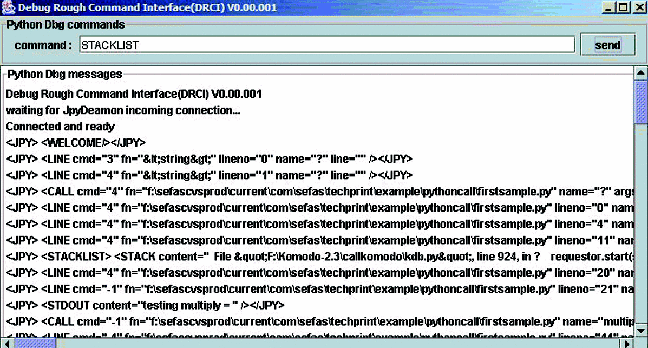 Debug Rough Command Interface(DRCI) V0.00.001
Python Dbg commands
command : STACKLIST send
Python Dbg messages
Debug Rough Command Interface(DRCI) V0.00.001
waiting for JpyDeamon incoming connection...
Connected and ready
<JPY> <WELCOME/></JPY>
<JPY> <LINE cmd="3" fn="&lt;string&gt;" lineno="0" name="?" line="" /></JPY>
<JPY> <LINE cmd="4" fn="&lt;string&gt;" lineno="1" name="?" line="" /></JPY>
<JPY> <CALL cmd="4" fn="f:\sefascvsprod\current\com\sefas\techprint\example\pythoncall\firstsample.py" name="?" args
<JPY> <LINE cmd="4" fn="f:\sefascvsprod\current\com\sefas\techprint\example\pythoncall\firstsample.py" lineno="0" name
<JPY> <LINE cmd="4" fn="f:\sefascvsprod\current\com\sefas\techprint\example\pythoncall\firstsample.py" lineno="4" name
<JPY> <LINE cmd="4" fn="f:\sefascvsprod\current\com\sefas\techprint\example\pythoncall\firstsample.py" lineno="11" nam
<JPY> <STACKLIST> <STACK content=" File &quot;F:\Komodo-2.3\callkomodo\kdb.py&quot;, line 924, in ? requestor.start(
<JPY> <LINE cmd="4" fn="f:\sefascvsprod\current\com\sefas\techprint\example\pythoncall\firstsample.py" lineno="20" nam
<JPY> <LINE cmd="-1" fn="f:\sefascvsprod\current\com\sefas\techprint\example\pythoncall\firstsample.py" lineno="21" na
<JPY> <STDOUT content="testing multiply = " /></JPY>
<JPY> <CALL cmd="-1" fn="f:\sefascvsprod\current\com\sefas\techprint\example\pythoncall\firstsample.py" name="multip